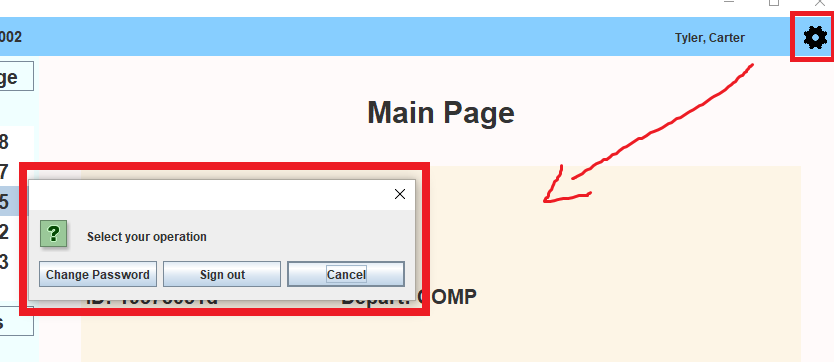 002
Tyler, Carter
ge
Main Page
8
7
5
2
3
?
Select your operation
Change Password
Sign out
Cancel
Depart: COMP
s